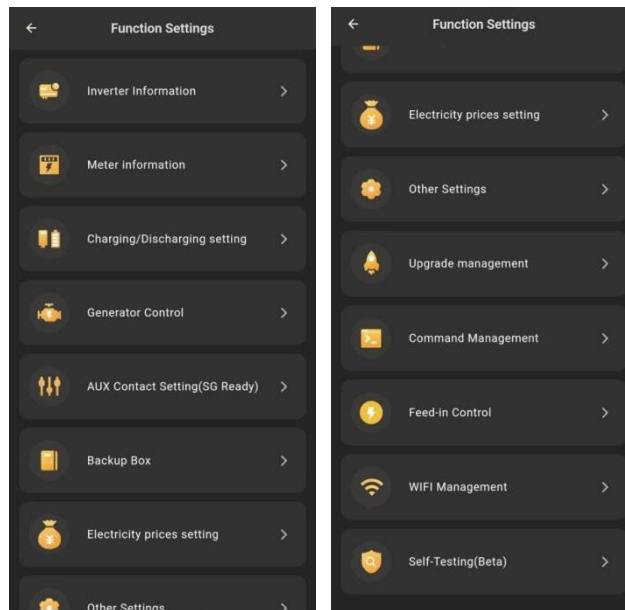 Function Settings
Inverter Information
Meter information
Charging/Discharging setting
Generator Control
AUX Contact Setting(SG Ready)
Backup Box
Electricity prices setting
Other Settings
Function Settings
Electricity prices setting
Other Settings
Upgrade management
Command Management
Feed-in Control
WIFI Management
Self-Testing(Beta)